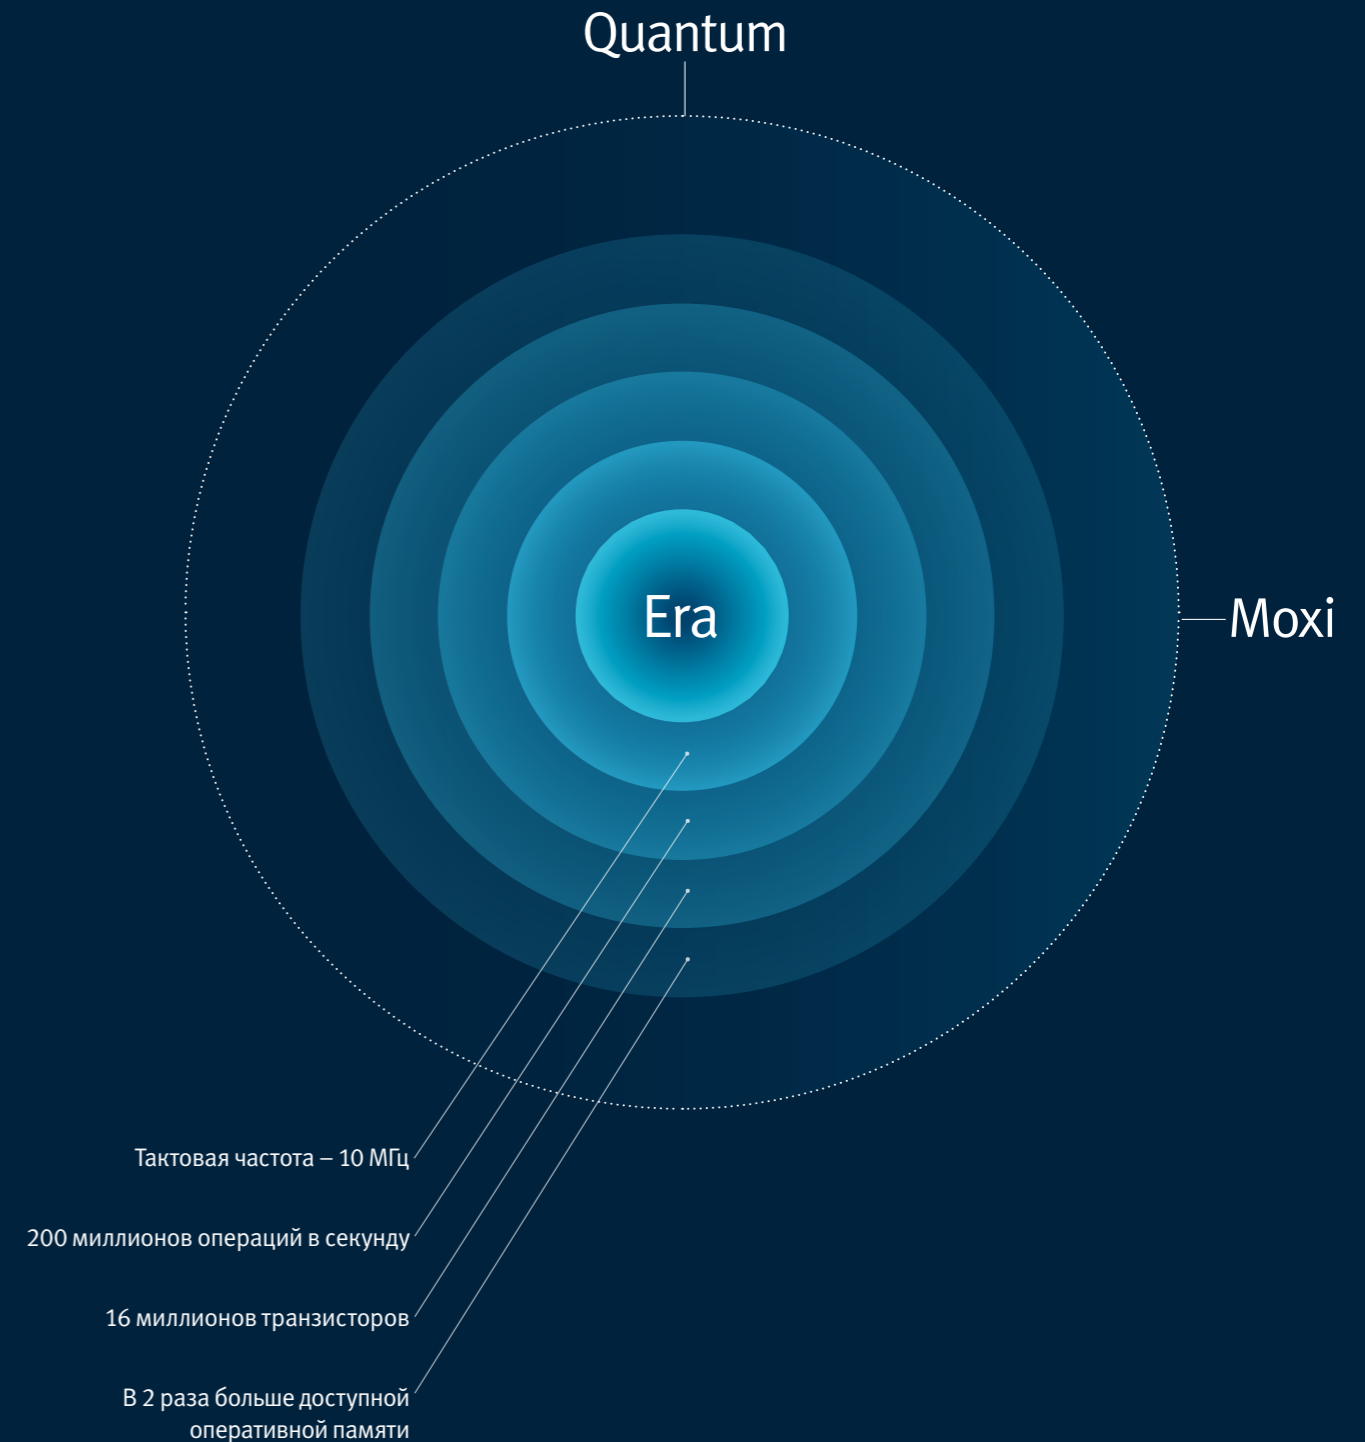 Quantum
Era
Moxi
Тактовая частота – 10 МГц
200 миллионов операций в секунду
16 миллионов транзисторов
В 2 раза больше доступной
оперативной памяти